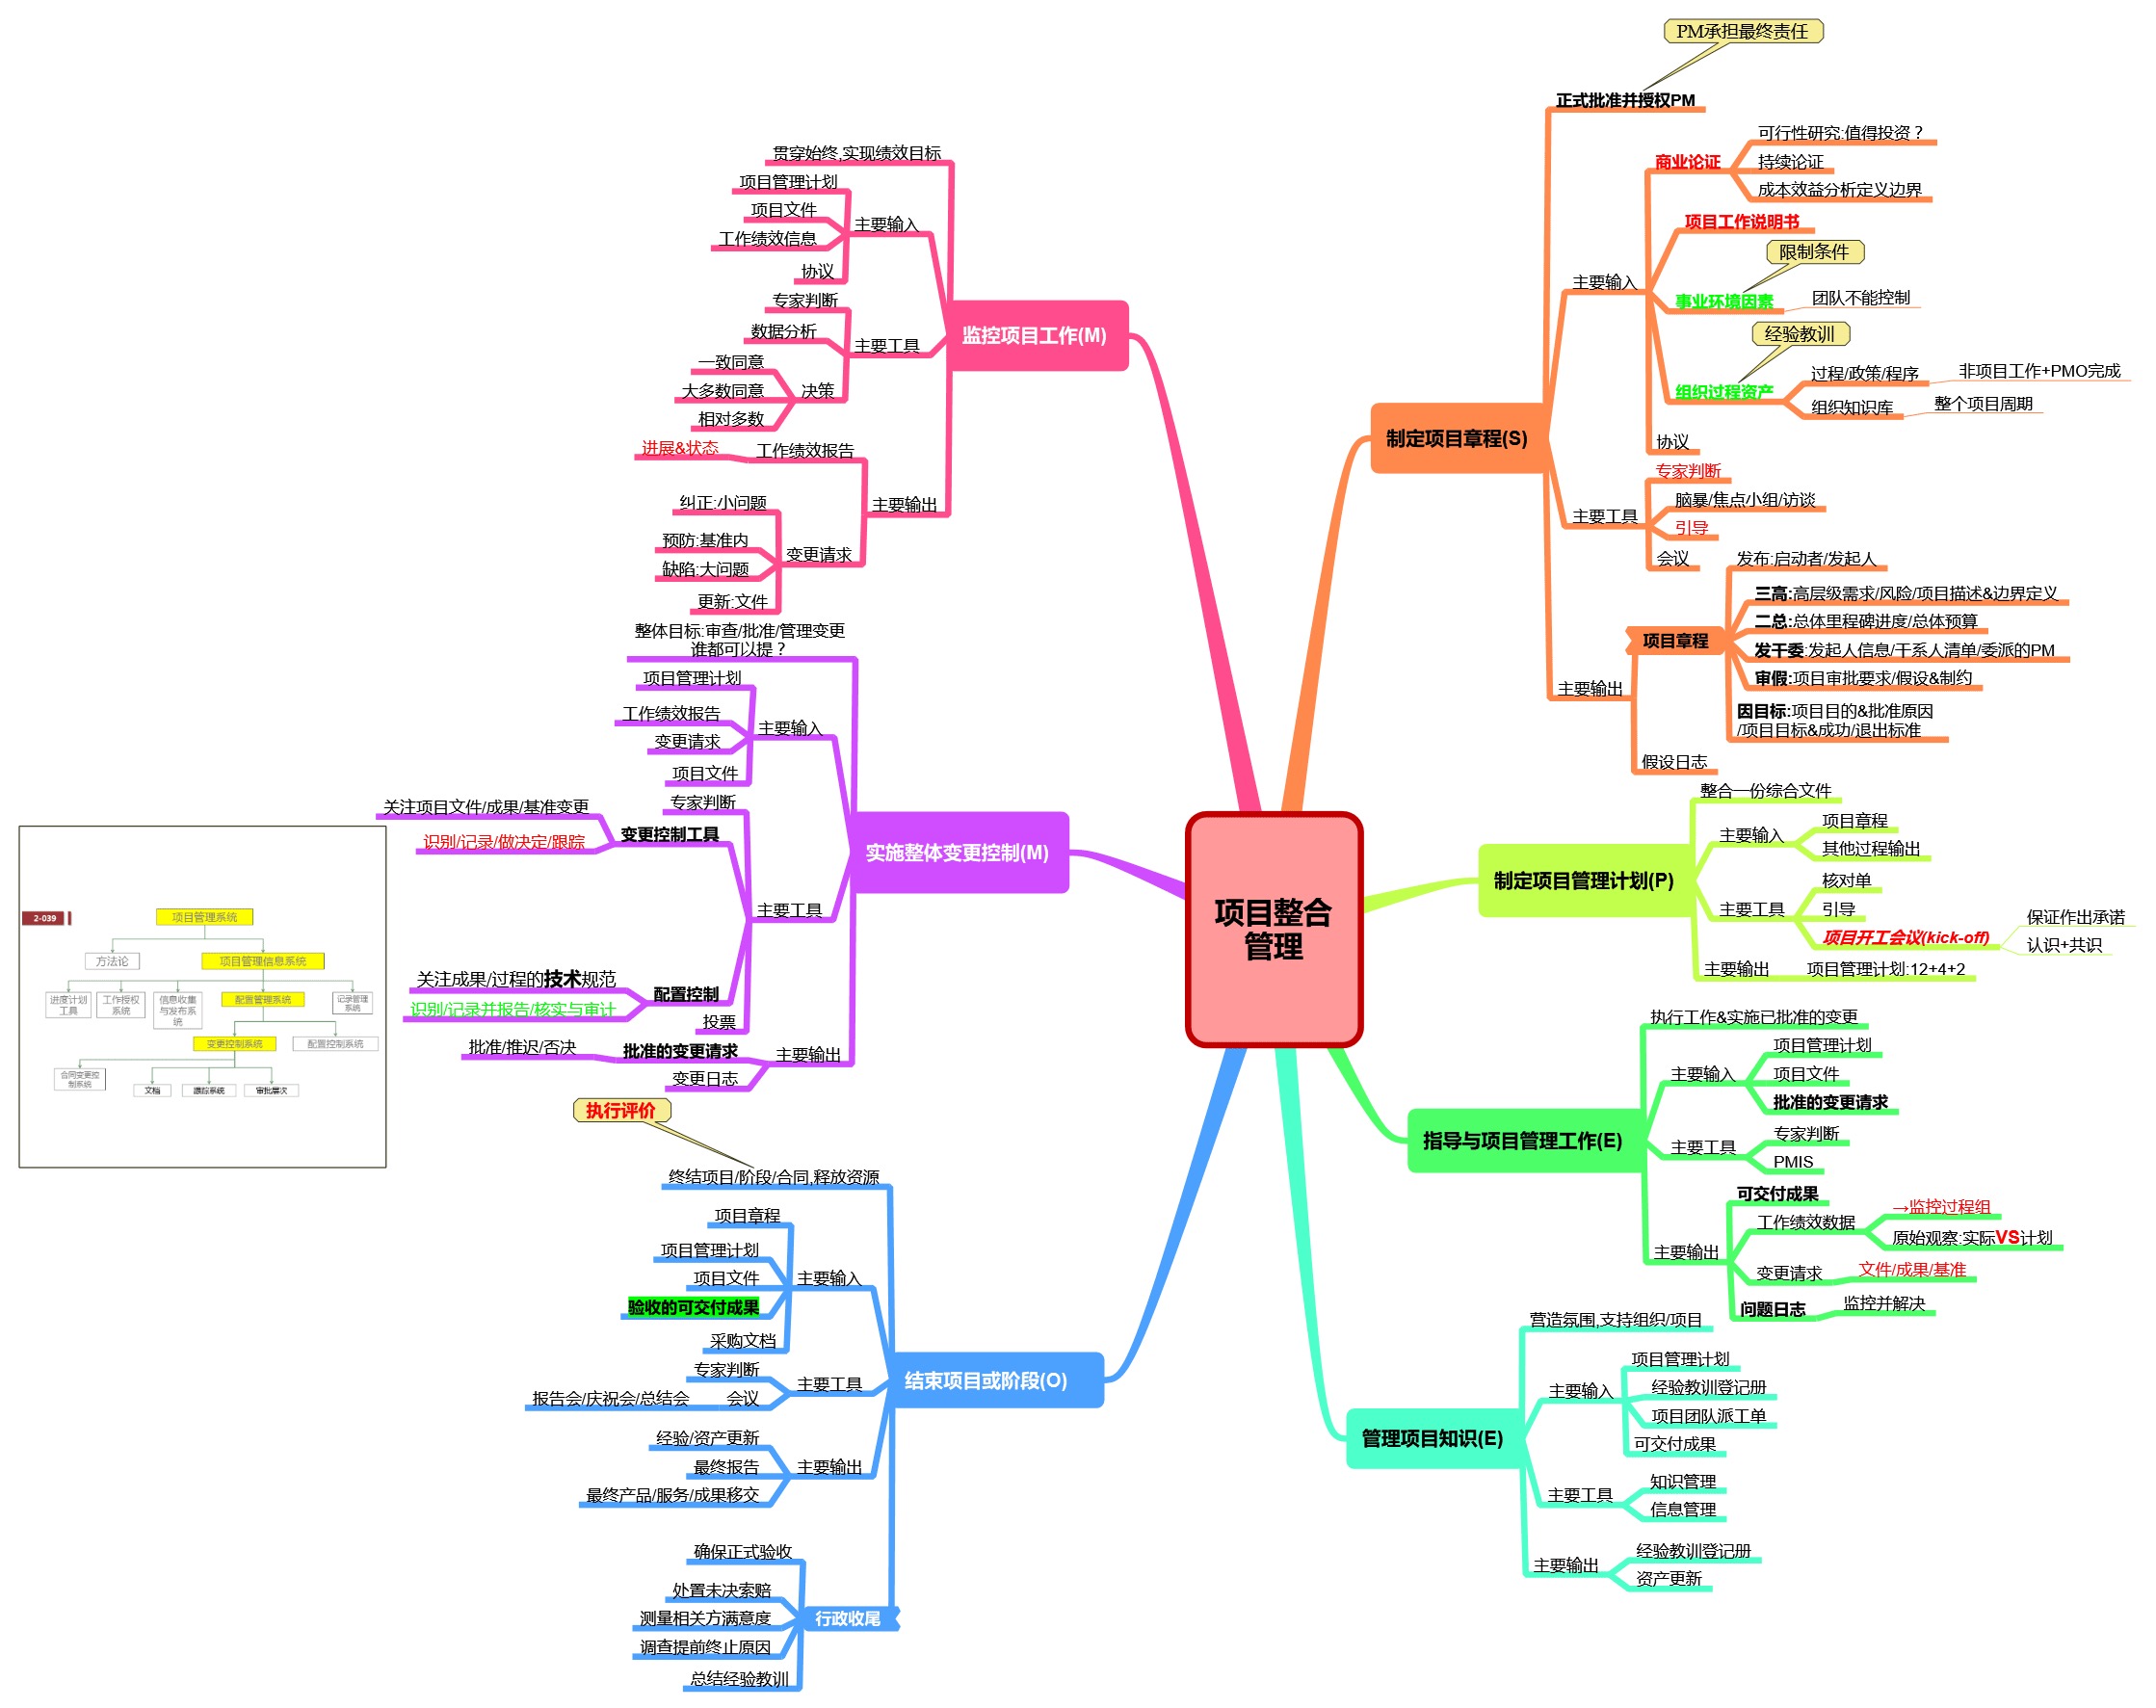 项目整合
管理
PM承担最终责任
正式批准并授权PM
制定项目章程(S)
主要输入
商业论证
可行性研究:值得投资？
持续论证
成本效益分析定义边界
项目工作说明书
限制条件
事业环境因素
团队不能控制
经验教训
组织过程资产
过程/政策/程序
非项目工作+PMO完成
组织知识库
整个项目周期
协议
主要工具
专家判断
脑暴/焦点小组/访谈
引导
会议
主要输出
项目章程
发布:启动者/发起人
三高:高层级需求/风险/项目描述&边界定义
二总:总体里程碑进度/总体预算
发干委:发起人信息/干系人清单/委派的PM
审假:项目审批要求/假设&制约
因目标:项目目的&批准原因
/项目目标&成功/退出标准
假设日志
制定项目管理计划(P)
整合一份综合文件
主要输入
项目章程
其他过程输出
主要工具
核对单
引导
项目开工会议(kick-off)
保证作出承诺
认识+共识
主要输出
项目管理计划:12+4+2
指导与项目管理工作(E)
执行工作&实施已批准的变更
主要输入
项目管理计划
项目文件
批准的变更请求
主要工具
专家判断
PMIS
主要输出
可交付成果
工作绩效数据
→监控过程组
原始观察:实际VS计划
变更请求
文件/成果/基准
问题日志
监控并解决
管理项目知识(E)
营造氛围,支持组织/项目
主要输入
项目管理计划
经验教训登记册
项目团队派工单
可交付成果
主要工具
知识管理
信息管理
主要输出
经验教训登记册
资产更新
监控项目工作(M)
贯穿始终,实现绩效目标
主要输入
项目管理计划
项目文件
工作绩效信息
协议
主要工具
专家判断
数据分析
决策
一致同意
大多数同意
相对多数
主要输出
工作绩效报告
进展&状态
变更请求
纠正:小问题
预防:基准内
缺陷:大问题
更新:文件
实施整体变更控制(M)
整体目标:审查/批准/管理变更
谁都可以提？
主要输入
项目管理计划
工作绩效报告
变更请求
项目文件
主要工具
专家判断
变更控制工具
关注项目文件/成果/基准变更
识别/记录/做决定/跟踪
配置控制
关注成果/过程的技术规范
识别/记录并报告/核实与审计
投票
主要输出
批准的变更请求
批准/推迟/否决
变更日志
2-039
项目管理系统
方法论
项目管理信息系统
进度计划
工具
工作授权
系统
信息收集
与发布系
统
配置管理系统
记录管理
系统
变更控制系统
配置控制系统
合同变更控
制系统
文档
跟踪系统
审批层次
结束项目或阶段(O)
执行评价
终结项目/阶段/合同,释放资源
主要输入
项目章程
项目管理计划
项目文件
验收的可交付成果
采购文档
主要工具
专家判断
会议
报告会/庆祝会/总结会
主要输出
经验/资产更新
最终报告
最终产品/服务/成果移交
行政收尾
确保正式验收
处置未决索赔
测量相关方满意度
调查提前终止原因
总结经验教训